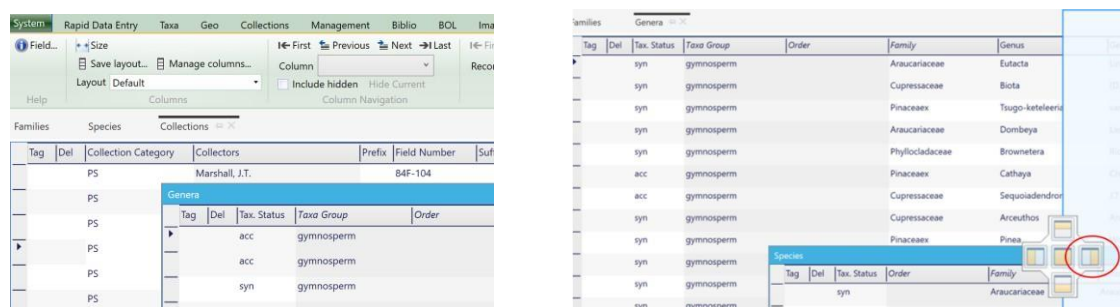 System Rapid Data Entry Taxa Geo Collections Management Biblio BOL Ima
Field... Size First Previous Next Last Fir
Save layout... Manage columns... Column Recor
Layout Default Include hidden Hide Current
Help Columns Column Navigation
Families Species Collections
Tag Del Collection Category Collectors Prefix Field Number Suf
PS Marshall, J.T. 84F-104
PS Genera
PS Tag Del Tax. Status Taxa Group Order
PS acc gymnosperm
PS acc gymnosperm
PS syn gymnosperm
Families Genera
Tag Del Tax. Status Taxa Group Order Family Genus
syn gymnosperm Araucariaceae Eutacta
syn gymnosperm Cupressaceae Biota
syn gymnosperm Pinaceaex Tsugo-keteleeria
syn gymnosperm Araucariaceae Dombeya
syn gymnosperm Phyllocladaceae Brownetera
acc gymnosperm Pinaceaex Cathaya
acc gymnosperm Cupressaceae Sequoiadendron
syn gymnosperm Cupressaceae Arceuthos
syn gymnosperm Pinaceaex Pinea
syn gymnosperm Species
syn gymnosperm Tag Del Tax. Status Order Family
syn gymnosperm syn Araucariaceae